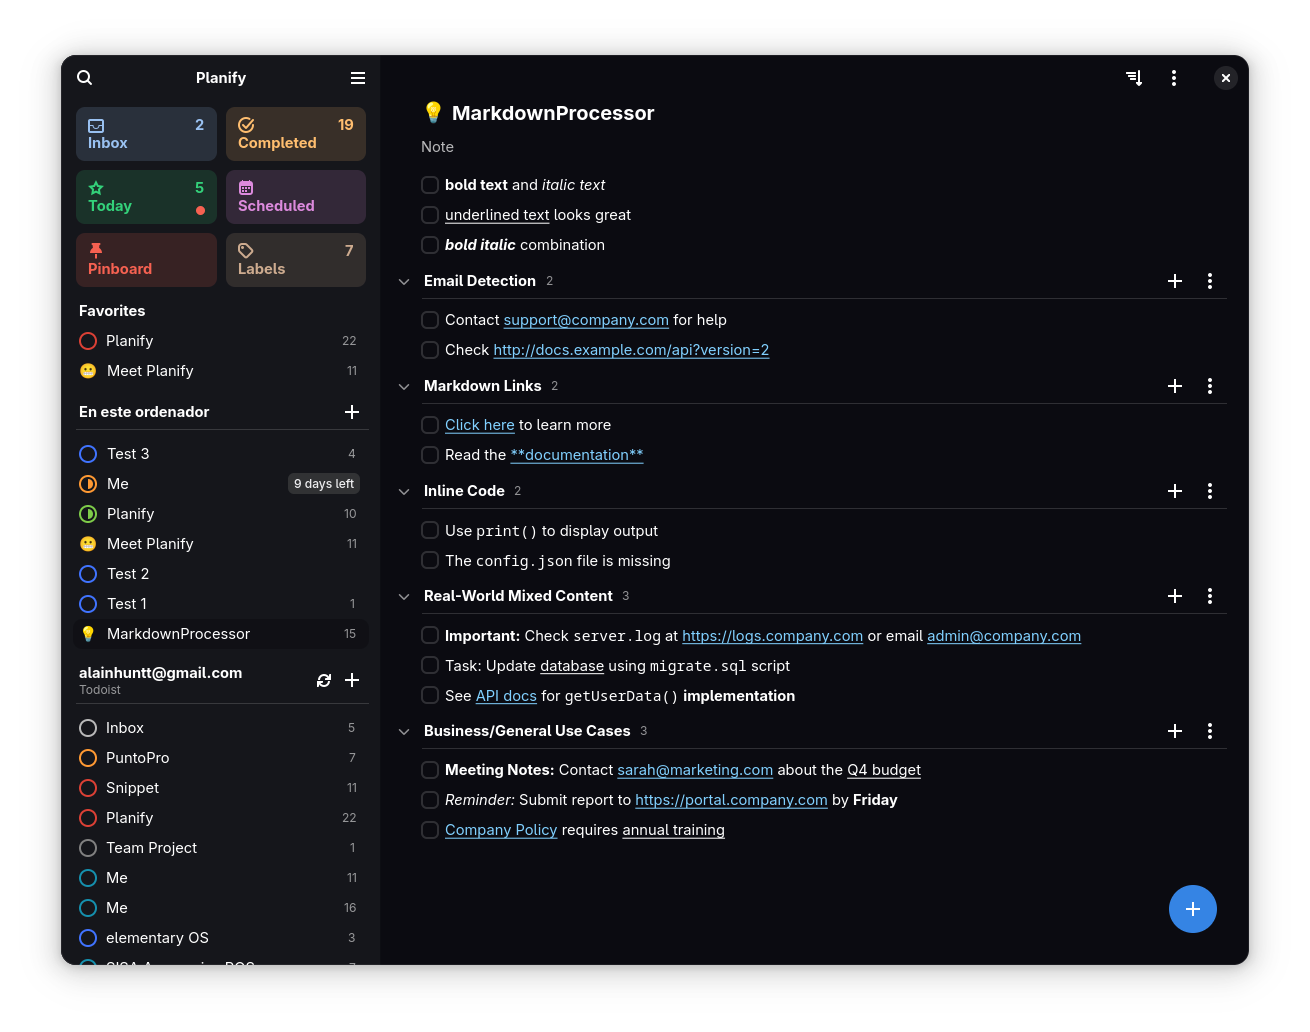 Planify
Inbox 2
Completed 19
Today 5
Scheduled
Pinboard
Labels 7
Favorites
Planify 22
Meet Planify 11
En este ordenador
Test 3 4
Me 9 days left
Planify 10
Meet Planify 11
Test 2
Test 1 1
MarkdownProcessor 15
alainhuntt@gmail.com
Todoist
Inbox 5
PuntoPro 7
Snippet 11
Planify 22
Team Project 1
Me 11
Me 16
elementary OS 3
MarkdownProcessor
Note
bold text and italic text
underlined text looks great
bold italic combination
Email Detection 2
Contact support@company.com for help
Check http://docs.example.com/api?version=2
Markdown Links 2
Click here to learn more
Read the **documentation**
Inline Code 2
Use print() to display output
The config.json file is missing
Real-World Mixed Content 3
Important: Check server.log at https://logs.company.com or email admin@company.com
Task: Update database using migrate.sql script
See API docs for getUserData() implementation
Business/General Use Cases 3
Meeting Notes: Contact sarah@marketing.com about the Q4 budget
Reminder: Submit report to https://portal.company.com by Friday
Company Policy requires annual training